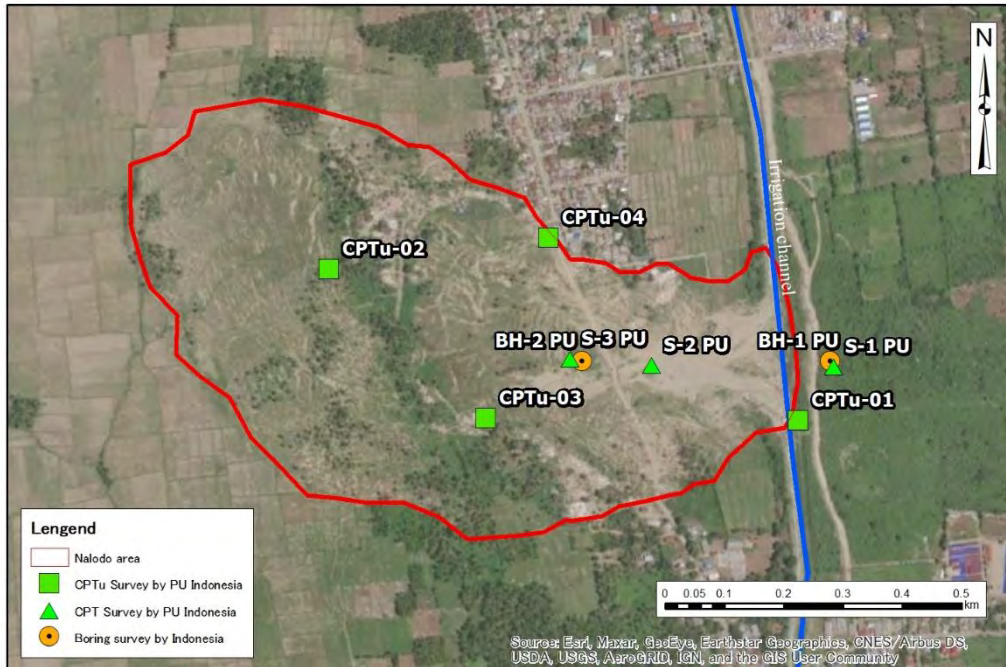 N
Irrigation channel
CPTu-04
CPTu-02
BH-2 PU
S-3 PU
S-2 PU
BH-1 PU
S-1 PU
CPTu-03
CPTu-01
Lengend
Nalodo area
CPTu Survey by PU Indonesia
CPT Survey by PU Indonesia
Boring survey by Indonesia
0 0.05 0.1 0.2 0.3 0.4 0.5
km
Source: Esri, Maxar, GeoEye, Earthstar Geographics, CNES/Airbus DS,
USDA, USGS, AeroGRID, IGN, and the GIS User Community